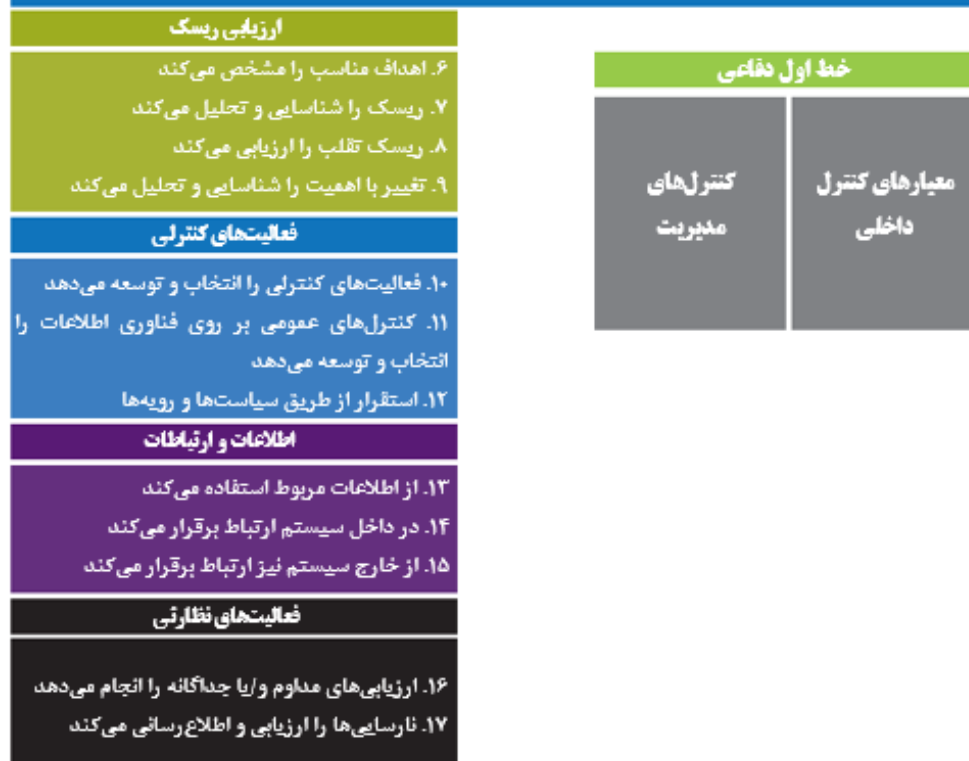 ارزیابی ریسک
۶. اهداف مناسب را مشخص می‌کند
۷. ریسک را شناسایی و تحلیل می‌کند
۸. ریسک تقلب را ارزیابی می‌کند
۹. تغییر با اهمیت را شناسایی و تحلیل می‌کند
فعالیت‌های کنترلی
۱۰. فعالیت‌های کنترلی را انتخاب و توسعه می‌دهد
۱۱. کنترل‌های عمومی بر روی فناوری اطلاعات را
انتخاب و توسعه می‌دهد
۱۲. استقرار از طریق سیاست‌ها و رویه‌ها
اطلاعات و ارتباطات
۱۳. از اطلاعات مربوط استفاده می‌کند
۱۴. در داخل سیستم ارتباط برقرار می‌کند
۱۵. از خارج سیستم نیز ارتباط برقرار می‌کند
فعالیت‌های نظارتی
۱۶. ارزیابی‌های مداوم و/یا جداگانه را انجام می‌دهد
۱۷. نارسایی‌ها را ارزیابی و اطلاع‌رسانی می‌کند
خط اول دفاعی
معیارهای کنترل
داخلی
کنترل‌های
مدیریت